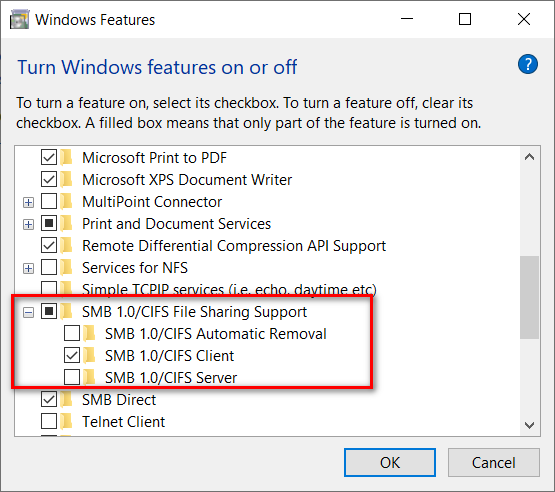 Windows Features
Turn Windows features on or off
?
To turn a feature on, select its checkbox. To turn a feature off, clear its
checkbox. A filled box means that only part of the feature is turned on.
Microsoft Print to PDF
Microsoft XPS Document Writer
MultiPoint Connector
Print and Document Services
Remote Differential Compression API Support
Services for NFS
Simple TCPIP services (i.e. echo, daytime etc)
SMB 1.0/CIFS File Sharing Support
SMB 1.0/CIFS Automatic Removal
SMB 1.0/CIFS Client
SMB 1.0/CIFS Server
SMB Direct
Telnet Client
OK
Cancel